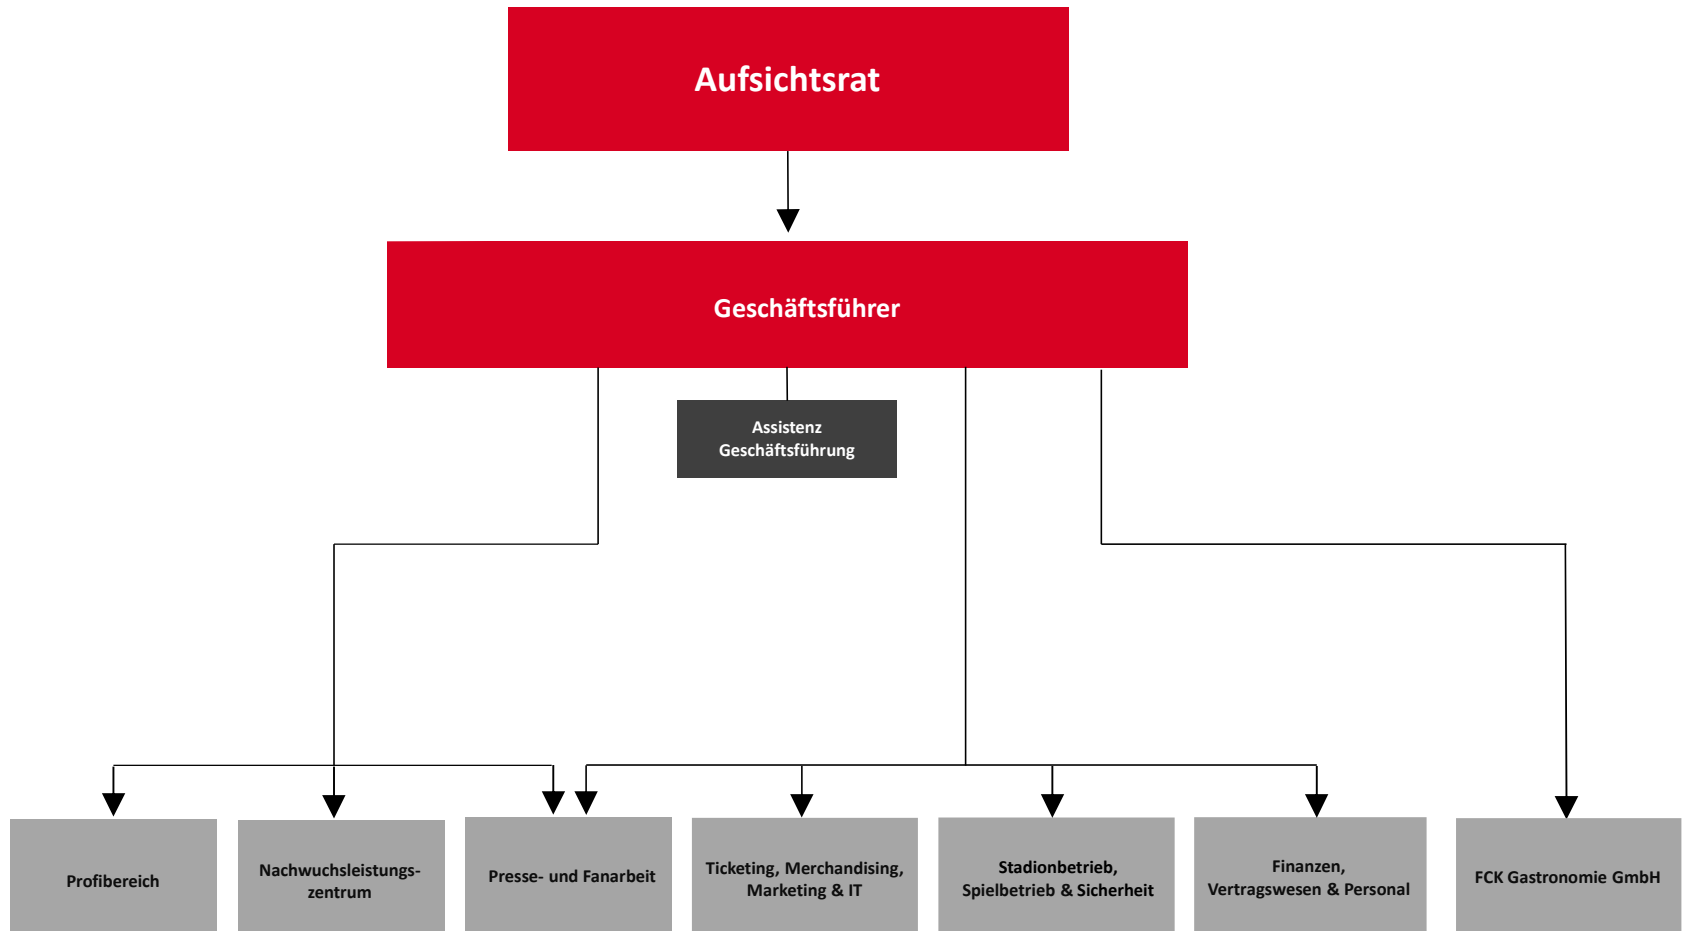 Aufsichtsrat
Geschäftsführer
Assistenz
Geschäftsführung
Profibereich
Nachwuchsleistungs-
zentrum
Presse- und Fanarbeit
Ticketing, Merchandising,
Marketing & IT
Stadionbetrieb,
Spielbetrieb & Sicherheit
Finanzen,
Vertragswesen & Personal
FCK Gastronomie GmbH